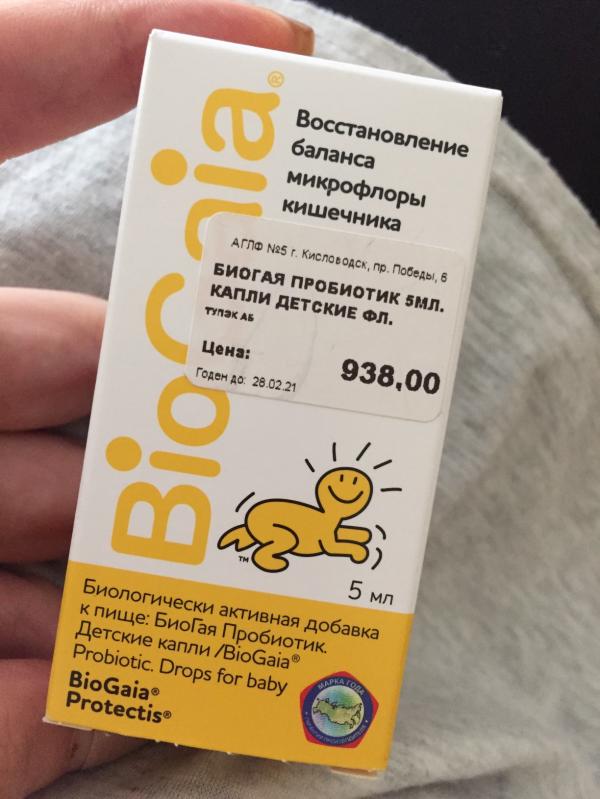 BioGaia®
Восстановление
баланса
микрофлоры
кишечника
АГЛФ №5 г. Кисловодск, пр. Победы, 6
БИОГАЯ ПРОБИОТИК 5МЛ.
КАПЛИ ДЕТСКИЕ ФЛ.
ТУПЭК АБ
Цена:
938,00
Годен до: 28.02.21
TM
5 мл
Биологически активная добавка
к пище: БиоГая Пробиотик.
Детские капли /BioGaia®
Probiotic. Drops for baby
BioGaia®
Protectis®
МАРКА ГОДА